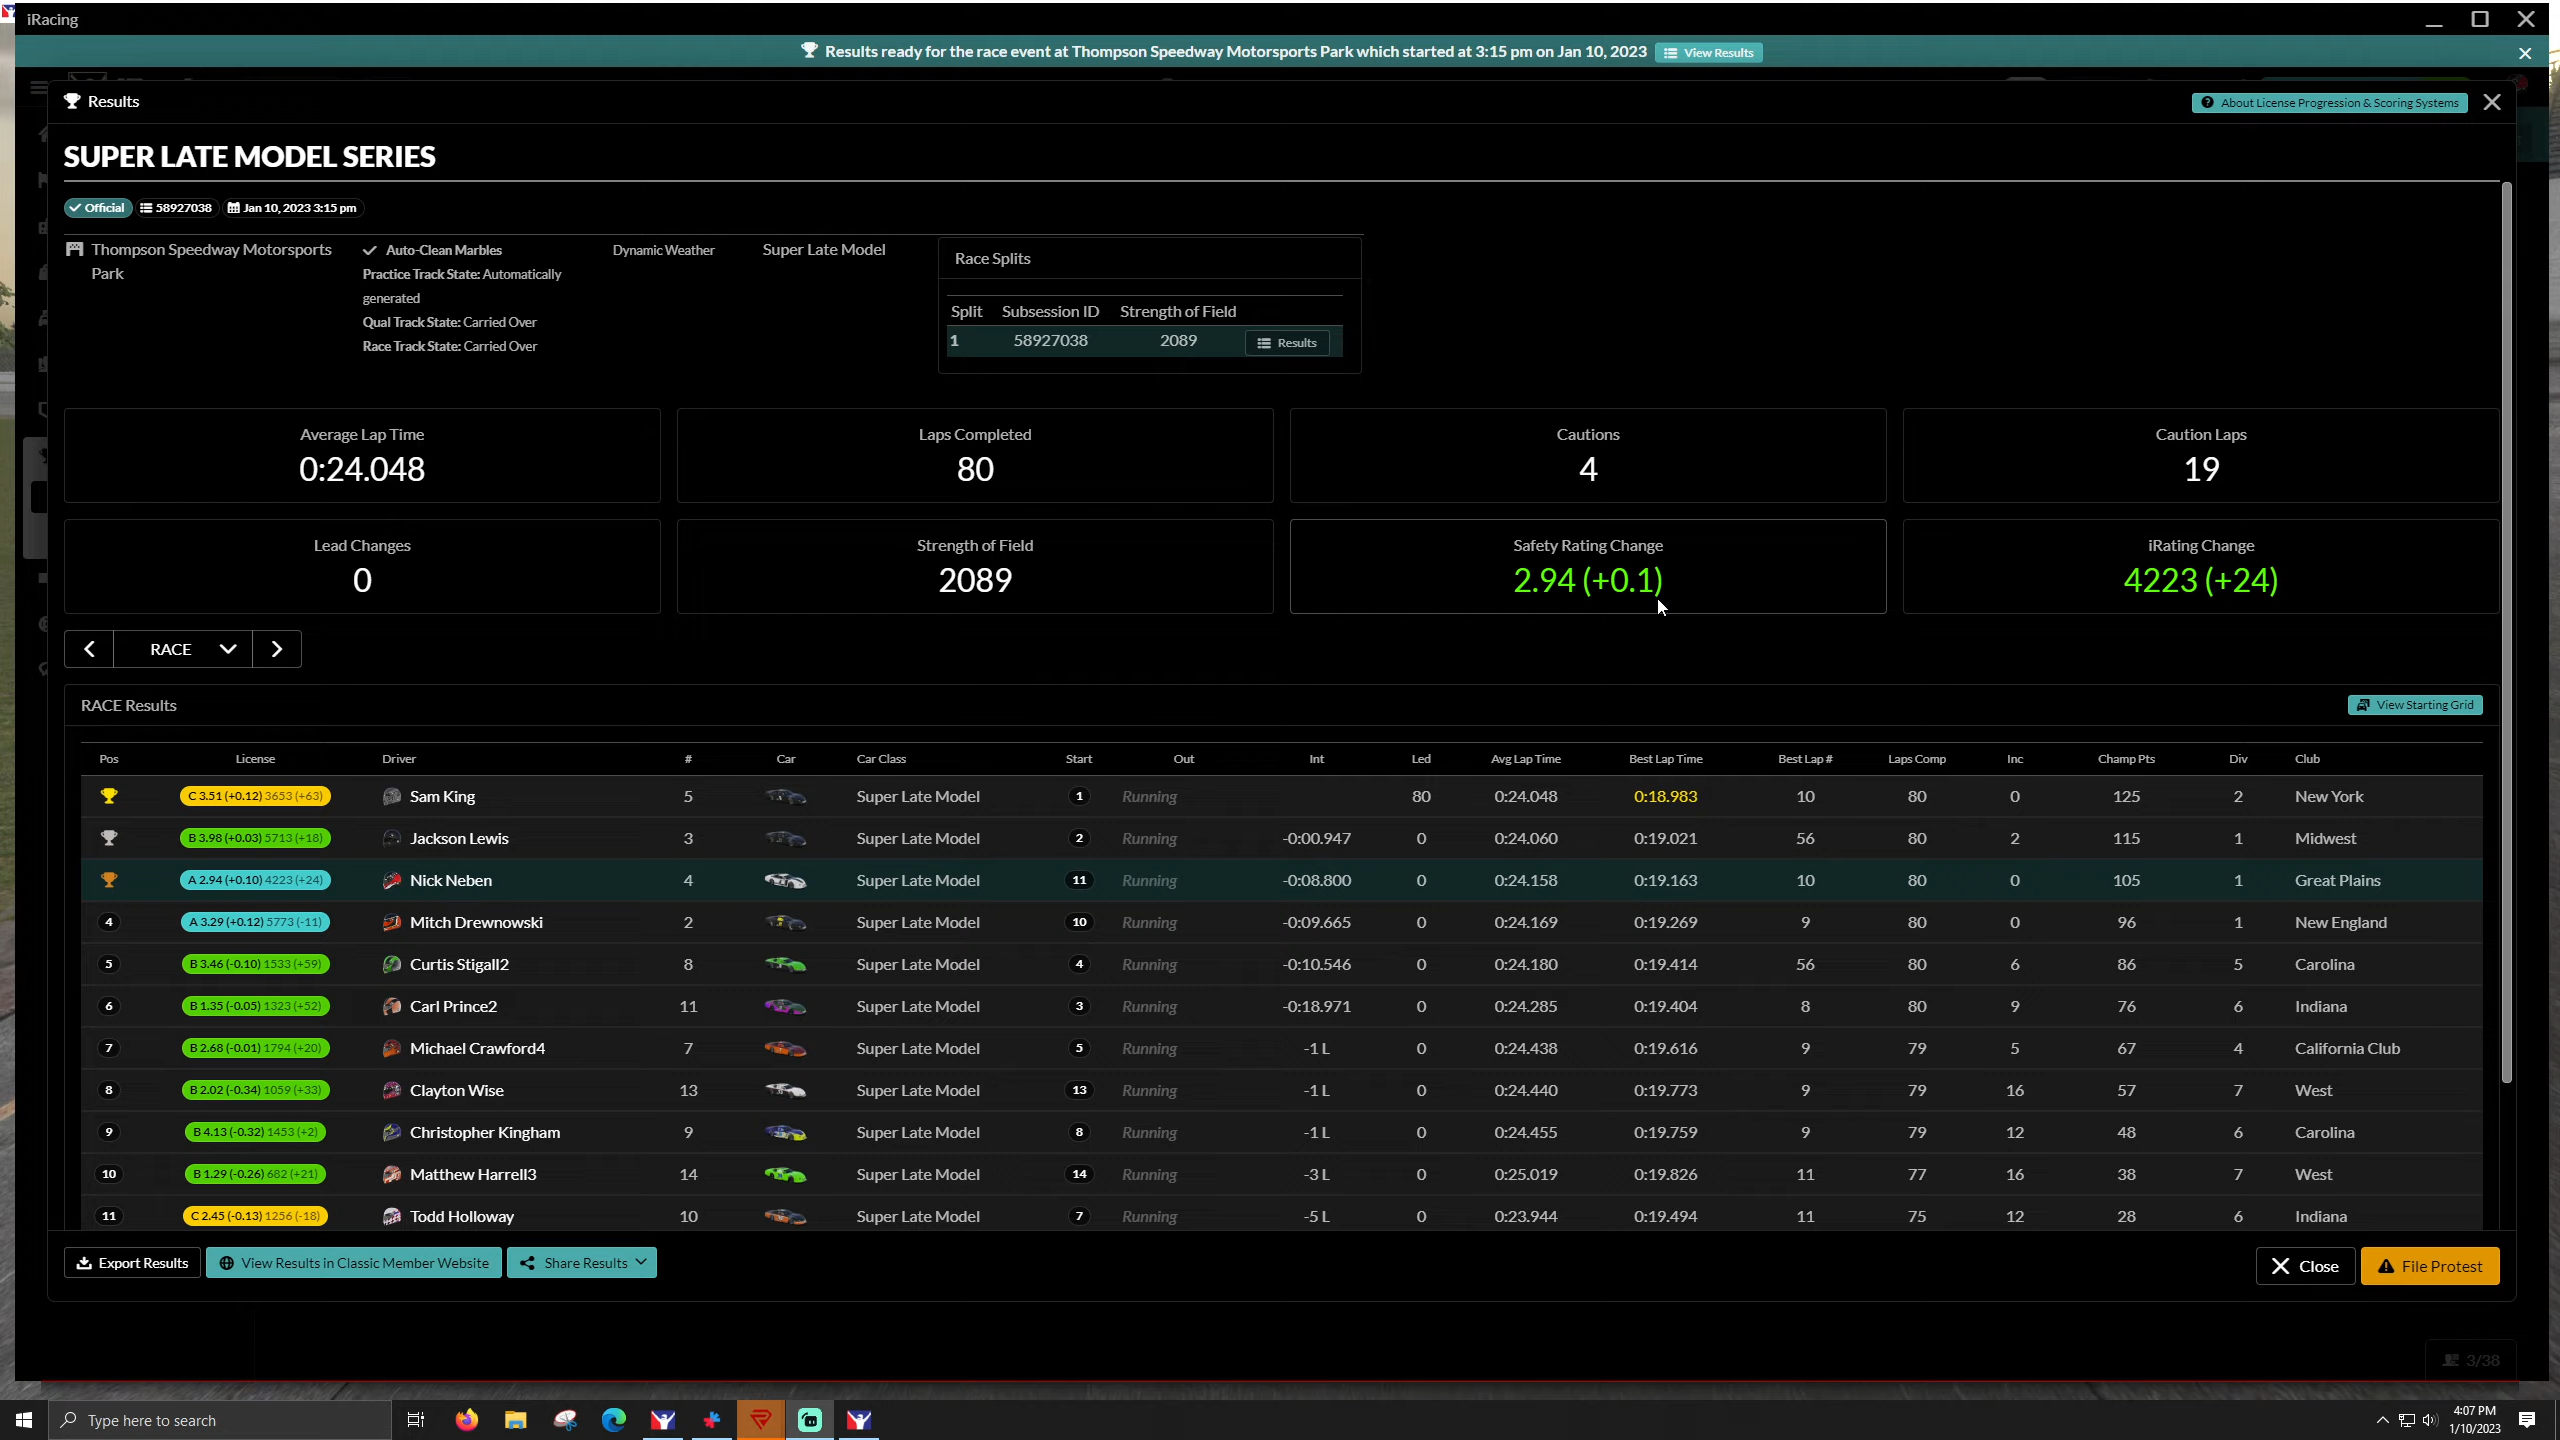 iRacing
Results ready for the race event at Thompson Speedway Motorsports Park which started at 3:15 pm on Jan 10, 2023 View Results
Results
About License Progression & Scoring Systems
SUPER LATE MODEL SERIES
Official 58927038 Jan 10, 2023 3:15 pm
Thompson Speedway Motorsports
Park
Auto-Clean Marbles
Practice Track State: Automatically
generated
Qual Track State: Carried Over
Race Track State: Carried Over
Dynamic Weather
Super Late Model
Race Splits
Split Subsession ID Strength of Field
1 58927038 2089 Results
Average Lap Time
0:24.048
Laps Completed
80
Cautions
4
Caution Laps
19
Lead Changes
0
Strength of Field
2089
Safety Rating Change
2.94 (+0.1)
iRating Change
4223 (+24)
RACE
RACE Results
View Starting Grid
Pos License Driver # Car Car Class Start Out Int Led Avg Lap Time Best Lap Time Best Lap # Laps Comp Inc Champ Pts Div Club
C 3.51 (+0.12) 3653 (+63) Sam King 5 Super Late Model 1 Running 80 0:24.048 0:18.983 10 80 0 125 2 New York
B 3.98 (+0.03) 5713 (+18) Jackson Lewis 3 Super Late Model 2 Running -0:00.947 0 0:24.060 0:19.021 56 80 2 115 1 Midwest
A 2.94 (+0.10) 4223 (+24) Nick Neben 4 Super Late Model 11 Running -0:08.800 0 0:24.158 0:19.163 10 80 0 105 1 Great Plains
4 A 3.29 (+0.12) 5773 (-11) Mitch Drewnowski 2 Super Late Model 10 Running -0:09.665 0 0:24.169 0:19.269 9 80 0 96 1 New England
5 B 3.46 (-0.10) 1533 (+59) Curtis Stigall2 8 Super Late Model 4 Running -0:10.546 0 0:24.180 0:19.414 56 80 6 86 5 Carolina
6 B 1.35 (-0.05) 1323 (+52) Carl Prince2 11 Super Late Model 3 Running -0:18.971 0 0:24.285 0:19.404 8 80 9 76 6 Indiana
7 B 2.68 (-0.01) 1794 (+20) Michael Crawford4 7 Super Late Model 5 Running -1 L 0 0:24.438 0:19.616 9 79 5 67 4 California Club
8 B 2.02 (-0.34) 1059 (+33) Clayton Wise 13 Super Late Model 13 Running -1 L 0 0:24.440 0:19.773 9 79 16 57 7 West
9 B 4.13 (-0.32) 1453 (+2) Christopher Kingham 9 Super Late Model 8 Running -1 L 0 0:24.455 0:19.759 9 79 12 48 6 Carolina
10 B 1.29 (-0.26) 682 (+21) Matthew Harrell3 14 Super Late Model 14 Running -3 L 0 0:25.019 0:19.826 11 77 16 38 7 West
11 C 2.45 (-0.13) 1256 (-18) Todd Holloway 10 Super Late Model 7 Running -5 L 0 0:23.944 0:19.494 11 75 12 28 6 Indiana
Export Results View Results in Classic Member Website Share Results Close File Protest
3/38
Type here to search
4:07 PM
1/10/2023